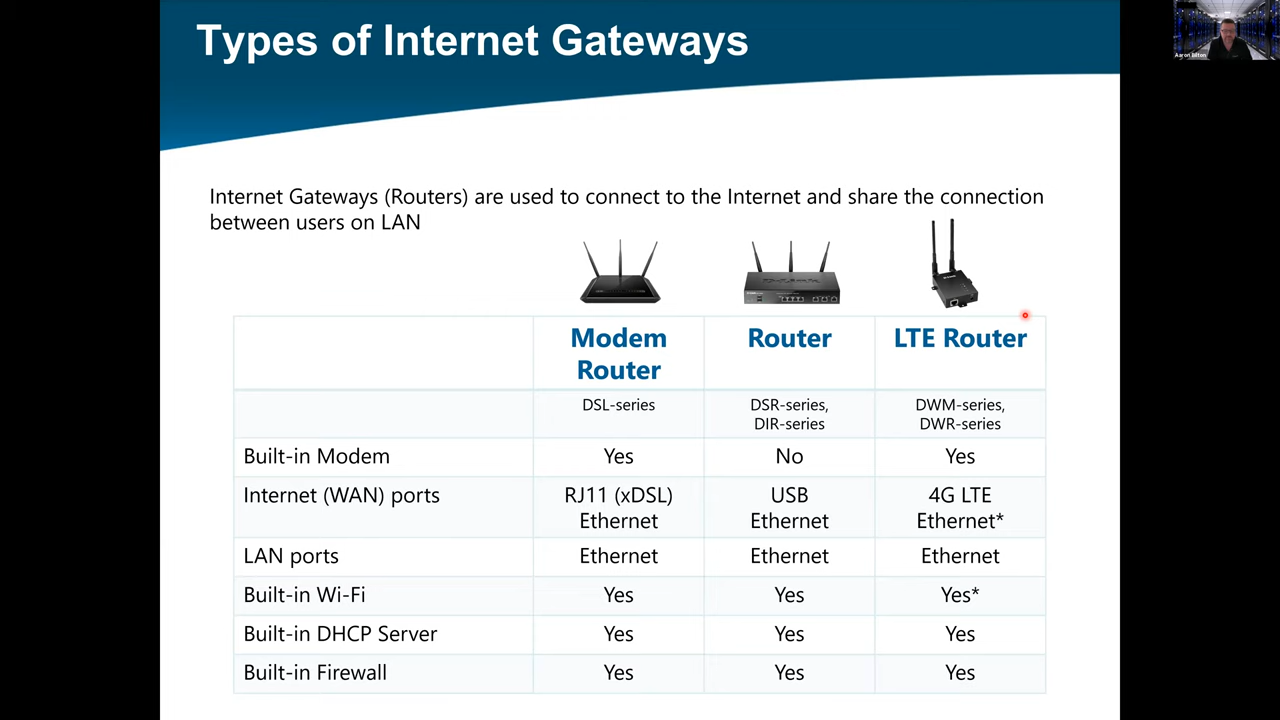 Types of Internet Gateways
Internet Gateways (Routers) are used to connect to the Internet and share the connection
between users on LAN
D-Link
Modem
Router
Router
LTE Router
DSL-series
DSR-series,
DIR-series
DWM-series,
DWR-series
Built-in Modem
Yes
No
Yes
Internet (WAN) ports
RJ11 (xDSL)
Ethernet
USB
Ethernet
4G LTE
Ethernet*
LAN ports
Ethernet
Ethernet
Ethernet
Built-in Wi-Fi
Yes
Yes
Yes*
Built-in DHCP Server
Yes
Yes
Yes
Built-in Firewall
Yes
Yes
Yes